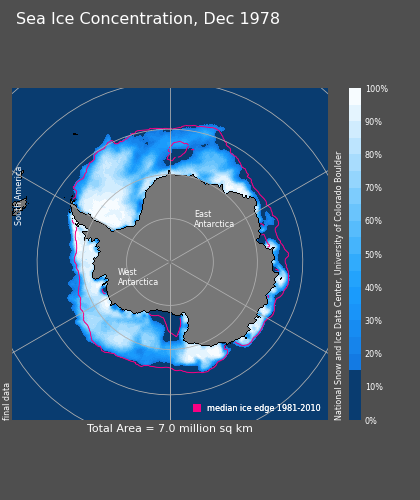 Sea Ice Concentration, Dec 1978
South America
East
Antarctica
West
Antarctica
final data
median ice edge 1981-2010
National Snow and Ice Data Center, University of Colorado Boulder
100%
90%
80%
70%
60%
50%
40%
30%
20%
10%
0%
Total Area = 7.0 million sq km